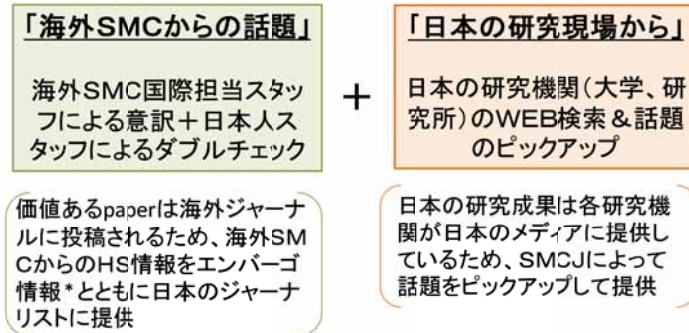 「海外SMCからの話題」
海外SMC国際担当スタッ
フによる意訳＋日本人ス
タッフによるダブルチェック
＋
「日本の研究現場から」
日本の研究機関（大学、研
究所）のWEB検索＆話題
のピックアップ
価値あるpaperは海外ジャーナ
ルに投稿されるため、海外SM
CからのHS情報をエンバーゴ
情報*とともに日本のジャーナ
リストに提供
日本の研究成果は各研究機
関が日本のメディアに提供し
ているため、SMCJによって
話題をピックアップして提供